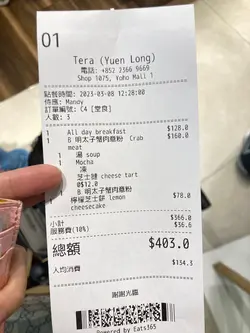 01
Tera (Yuen Long)
電話: +852 2366 9669
Shop 1075, Yoho Mall 1
點餐時間: 2023-03-08 12:28:00
侍應: Mandy
訂單編號: C4 [堂食]
人數: 3
1 All day breakfast $128.0
1 B 明太子蟹肉意粉 Crab $160.0
meat
1 湯 soup
1 Mocha
凍
芝士撻 cheese tart
0$12.0
B 明太子蟹肉意粉
1 檸檬芝士餅 lemon $78.0
cheesecake
小計 $366.0
服務費(10%) $36.6
總額 $403.0
人均消費 $134.3
謝謝光臨
Powered by Eats365